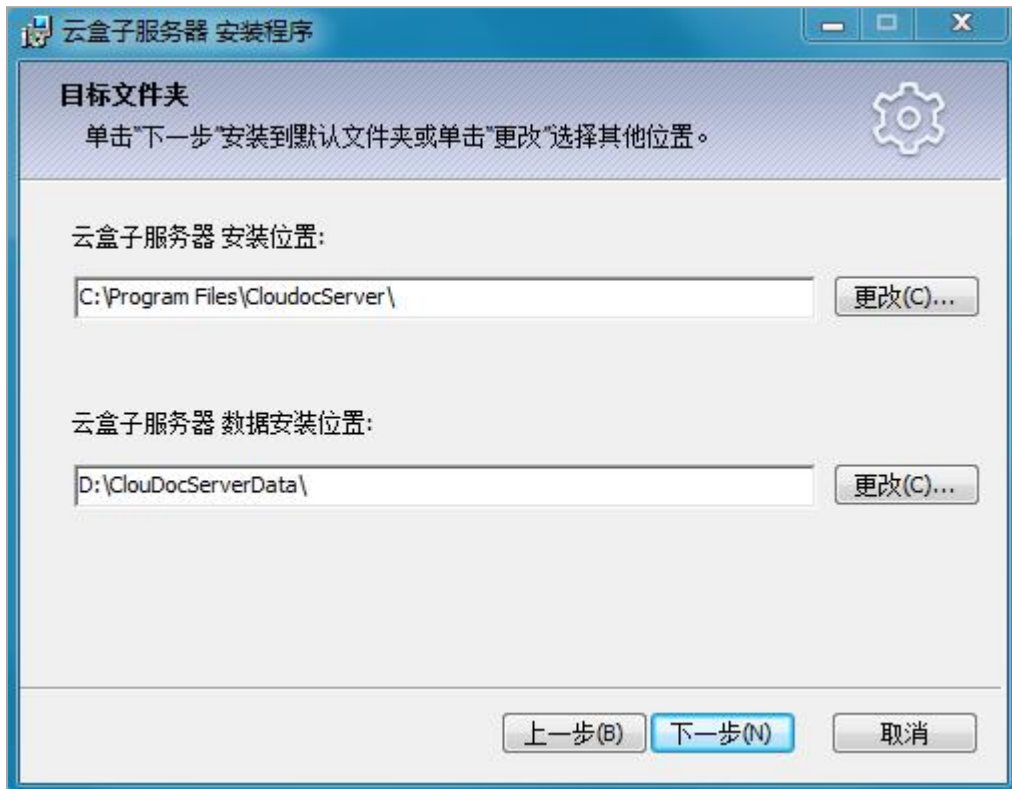 云盒子服务器 安装程序
目标文件夹
单击"下一步"安装到默认文件夹或单击"更改"选择其他位置。
云盒子服务器 安装位置:
C:\Program Files\CloudocServer\
更改(C)...
云盒子服务器 数据安装位置:
D:\ClouDocServerData\
更改(C)...
上一步(B) 下一步(N) 取消